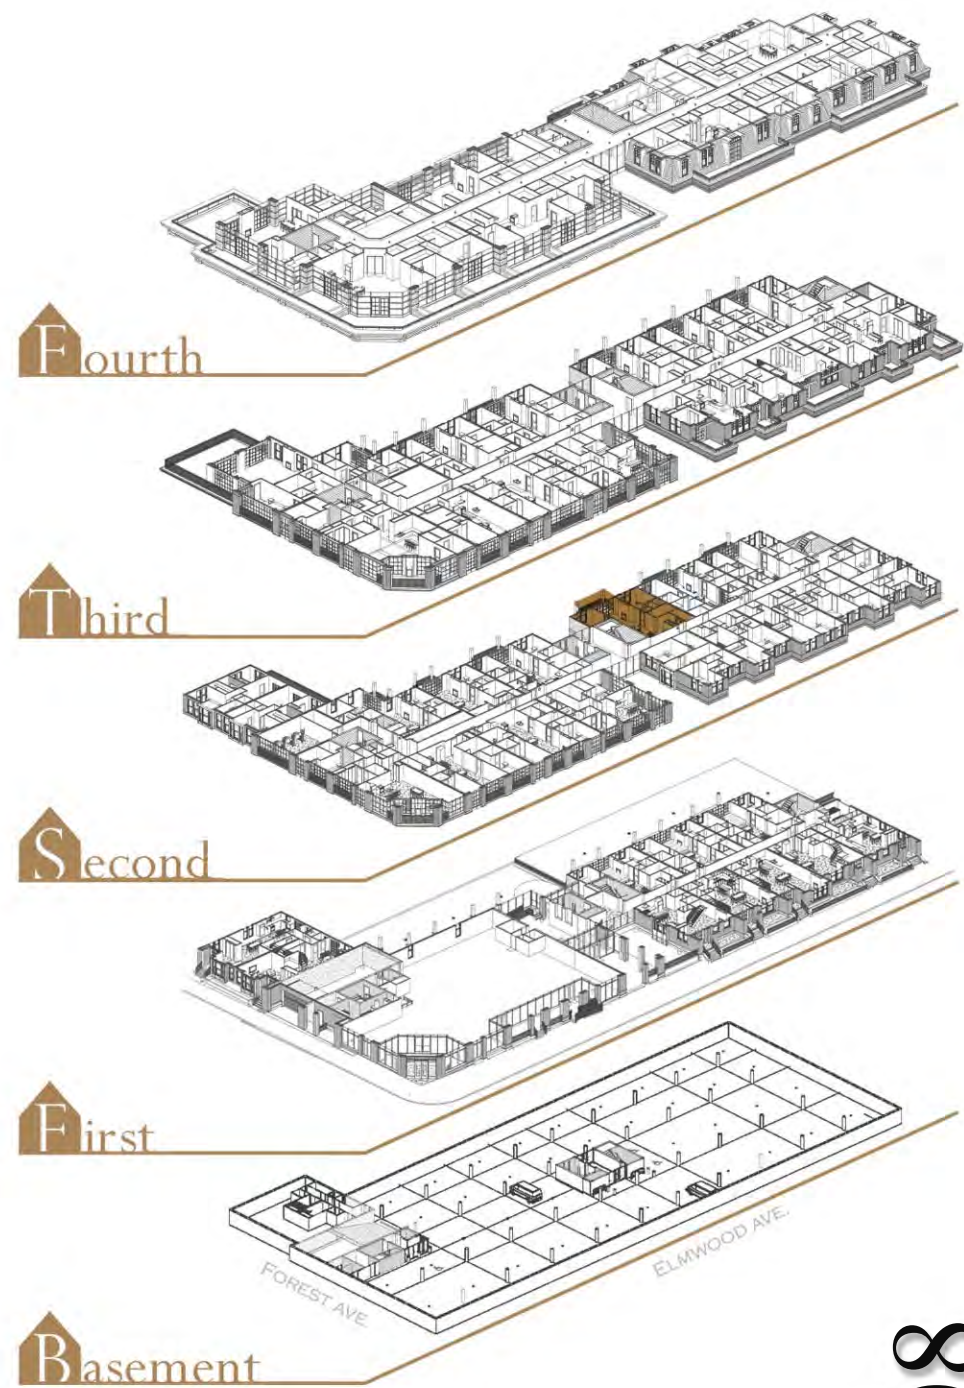 Fourth
Third
Second
First
FOREST AVE.
ELMWOOD AVE.
Basement